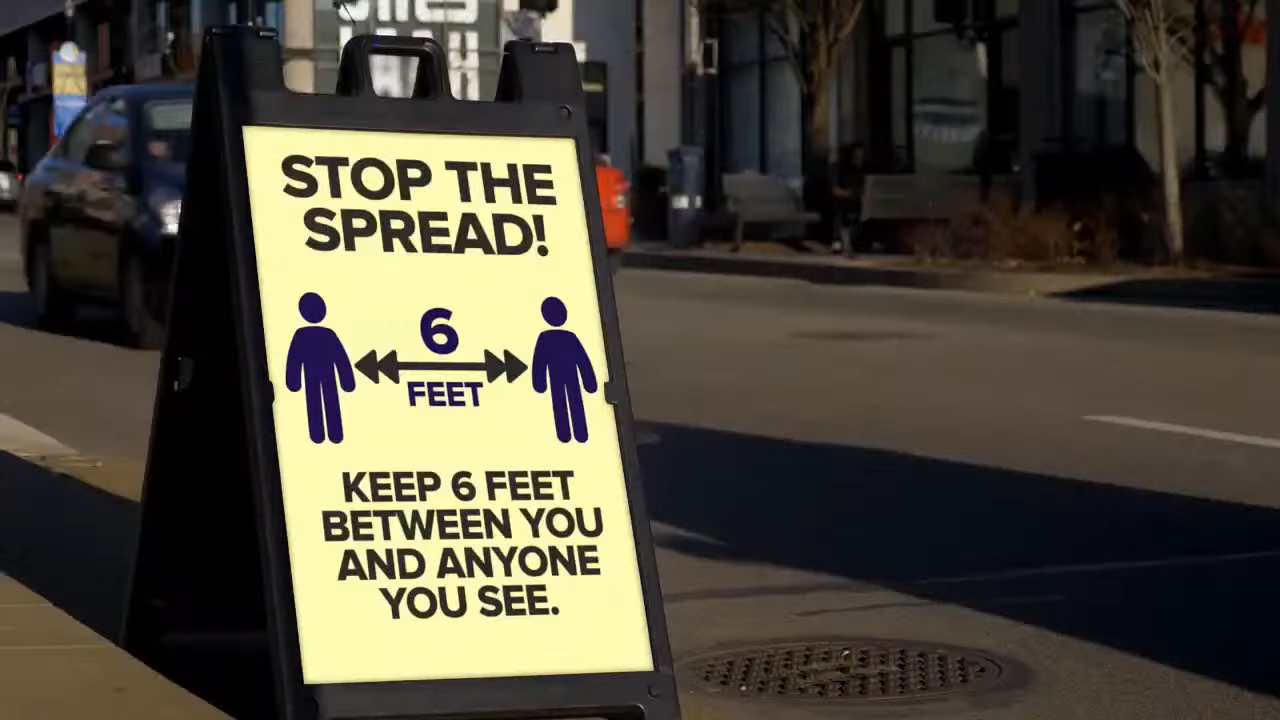 STOP THE
SPREAD!
6
FEET
KEEP 6 FEET
BETWEEN YOU
AND ANYONE
YOU SEE.